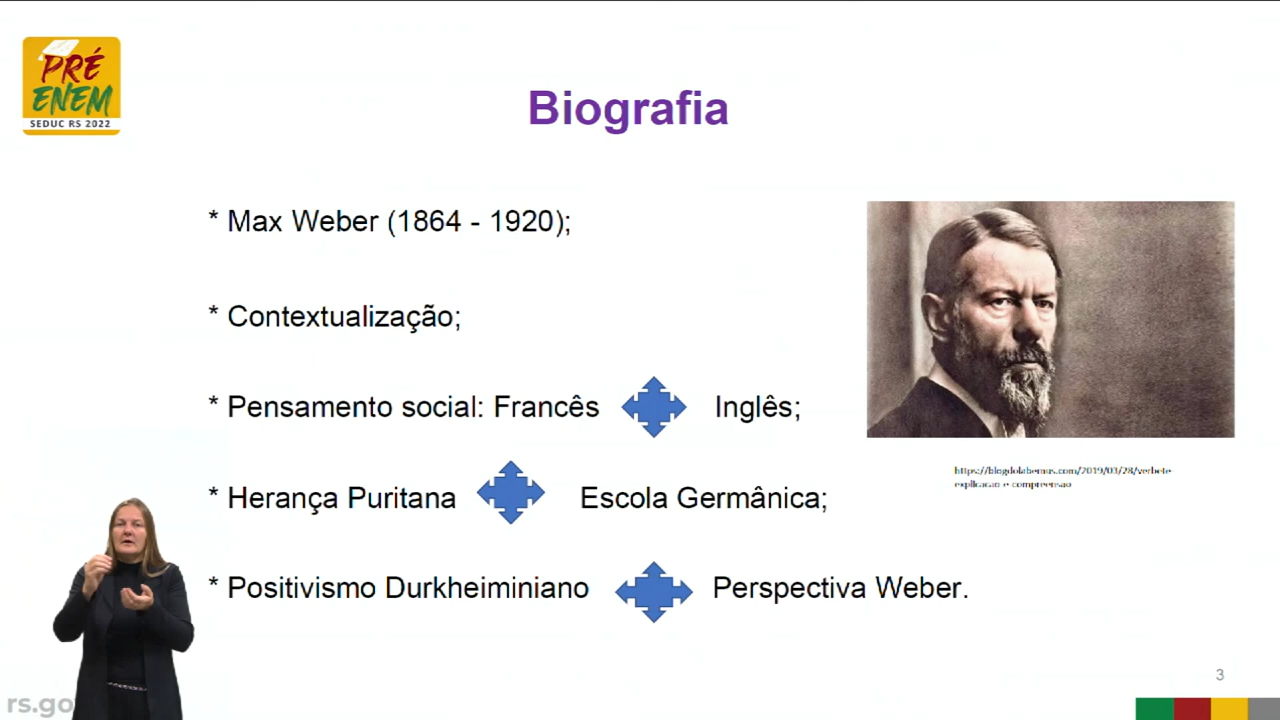 PRÉ
ENEM
SEDUC RS 2022
Biografia
* Max Weber (1864 - 1920);
* Contextualização;
* Pensamento social: Francês Inglês;
* Herança Puritana Escola Germânica;
* Positivismo Durkheiminiano Perspectiva Weber.
https://blogdolabemus.com/2019/03/28/verbete-
explicacao-e-compreensao
3
rs.go